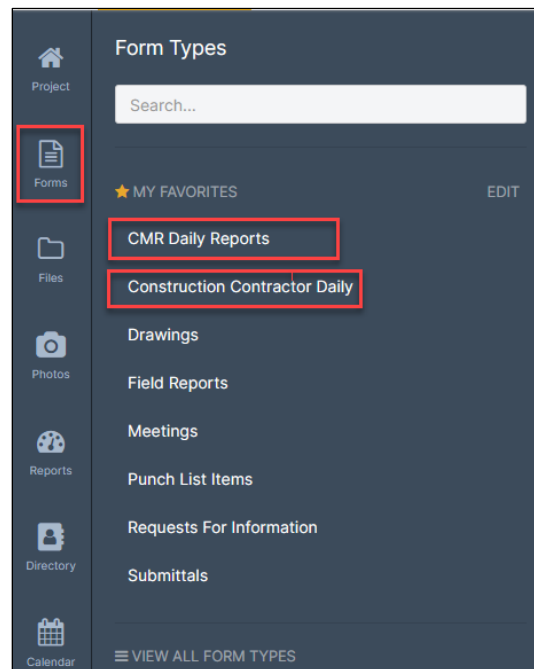 Project
Forms
Files
Photos
Reports
Directory
Calendar
Form Types
Search...
MY FAVORITES EDIT
CMR Daily Reports
Construction Contractor Daily
Drawings
Field Reports
Meetings
Punch List Items
Requests For Information
Submittals
VIEW ALL FORM TYPES